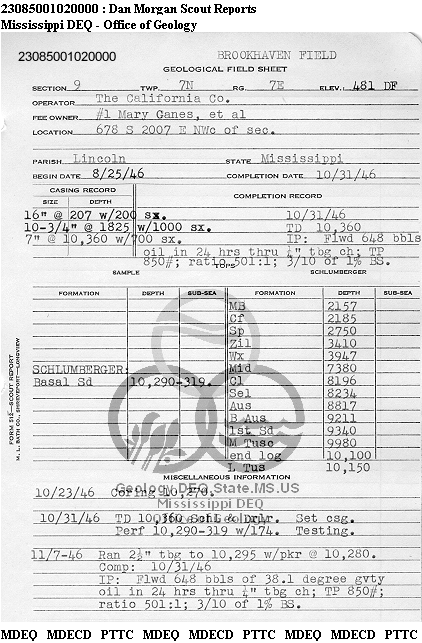 23085001020000 : Dan Morgan Scout Reports
Mississippi DEQ - Office of Geology
23085001020000 BROOKHAVEN FIELD
GEOLOGICAL FIELD SHEET
SECTION 9 TWP. 7N RG. 7E ELEV.: 481 DF
OPERATOR The California Co.
FEE OWNER #1 Mary Ganes, et al
LOCATION 678 S 2007 E NWc of sec.
PARISH Lincoln STATE Mississippi
BEGIN DATE 8/25/46 COMPLETION DATE 10/31/46
CASING RECORD COMPLETION RECORD
SIZE DEPTH
16" @ 207 w/200 sx. 10/31/46
10-3/4" @ 1825 w/1000 sx. TD 10,360
7" @ 10,360 w/700 sx. IP: Flwd 648 bbls
oil in 24 hrs thru ¼" tbg ch; TP
850#; ratio 501:1; 3/10 of 1% BS.
TOPS
SAMPLE SCHLUMBERGER
FORMATION DEPTH SUB-SEA FORMATION DEPTH SUB-SEA
MB 2157
Cf 2185
Sp 2750
Zil 3410
Wx 3947
SCHLUMBERGER: Mid 7380
Basal Sd 10,290-319. Cl 8196
Sel 8234
Aus 8817
B Aus 9211
1st Sd 9340
M Tusc 9980
end log 10,100
L Tus 10,150
FORM SIX—SCOUT REPORT
M. L. BATH CO., SHREVEPORT—LONGVIEW
MISCELLANEOUS INFORMATION
Geology.DEQ.State.MS.US
Mississippi DEQ
10/23/46 Coring 10,270.
10/31/46 TD 10,360 Schl & Drlr. Set csg.
Perf 10,290-319 w/174. Testing.
11/7-46 Ran 2½" tbg to 10,295 w/pkr @ 10,280.
Comp: 10/31/46
IP: Flwd 648 bbls of 38.1 degree gvty
oil in 24 hrs thru ¼" tbg ch; TP 850#;
ratio 501:1; 3/10 of 1% BS.
MDEQ MDECD PTTC MDEQ MDECD PTTC MDEQ MDECD PTTC